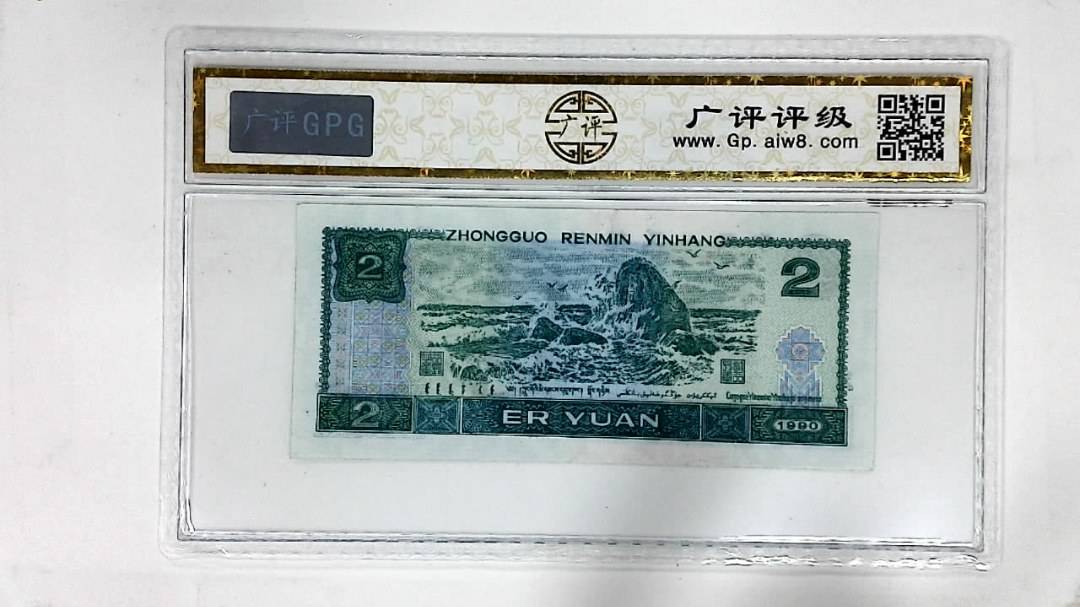 广评GPG
广评
广评评级
www.Gp.aiw8.com
ZHONGGUO RENMIN YINHANG
2
2
2
ER YUAN
1990